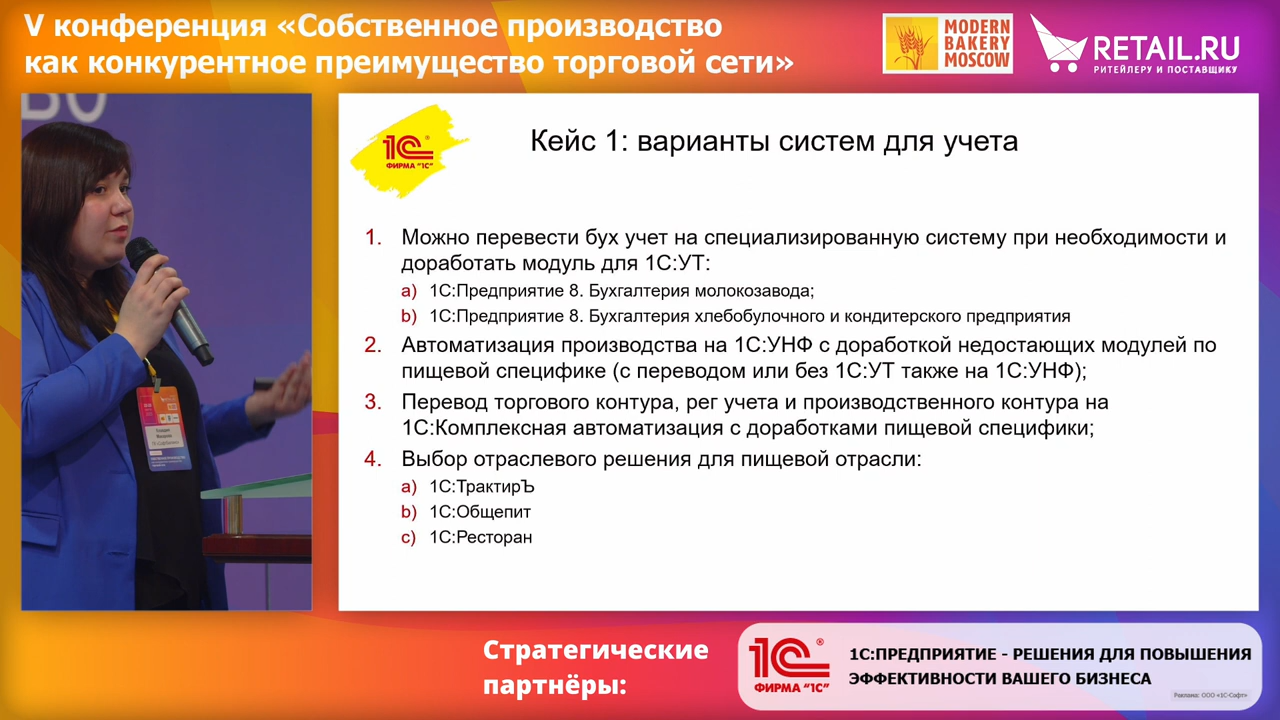 V конференция «Собственное производство
как конкурентное преимущество торговой сети»
MODERN
BAKERY
MOSCOW
RETAIL.RU
РИТЕЙЛЕРУ И ПОСТАВЩИКУ
ВО
1С®
ФИРМА "1С"
Кейс 1: варианты систем для учета
1. Можно перевести бух учет на специализированную систему при необходимости и
доработать модуль для 1С:УТ:
a) 1С:Предприятие 8. Бухгалтерия молокозавода;
b) 1С:Предприятие 8. Бухгалтерия хлебобулочного и кондитерского предприятия
2. Автоматизация производства на 1С:УНФ с доработкой недостающих модулей по
пищевой специфике (с переводом или без 1С:УТ также на 1С:УНФ);
3. Перевод торгового контура, рег учета и производственного контура на
1С:Комплексная автоматизация с доработками пищевой специфики;
4. Выбор отраслевого решения для пищевой отрасли:
a) 1С:ТрактирЪ
b) 1С:Общепит
c) 1С:Ресторан
Стратегические
партнёры:
1С®
ФИРМА "1С"
1С:ПРЕДПРИЯТИЕ - РЕШЕНИЯ ДЛЯ ПОВЫШЕНИЯ
ЭФФЕКТИВНОСТИ ВАШЕГО БИЗНЕСА
Реклама: ООО «1С-Софт»